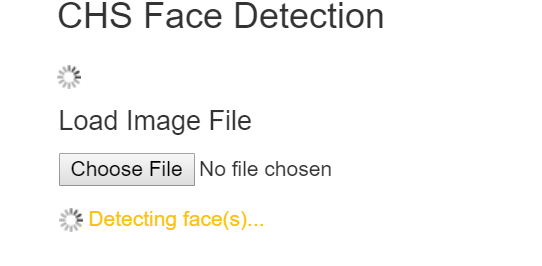 CHS Face Detection
Load Image File
Choose File No file chosen
Detecting face(s)...